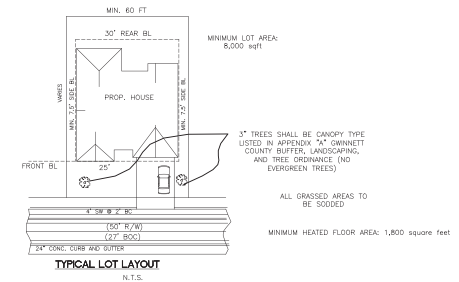 MIN. 60 FT
30' REAR BL
MINIMUM LOT AREA:
8,000 sqft
VARIES
MIN. 7.5' SIDE BL
PROP. HOUSE
MIN. 7.5' SIDE BL
3" TREES SHALL BE CANOPY TYPE
LISTED IN APPENDIX "A" GWINNETT
COUNTY BUFFER, LANDSCAPING,
AND TREE ORDINANCE (NO
EVERGREEN TREES)
FRONT BL
25'
ALL GRASSED AREAS TO
BE SODDED
4' SW @ 2' BC
(50' R/W)
(27' BOC)
24" CONC. CURB AND GUTTER
MINIMUM HEATED FLOOR AREA: 1,800 square feet
TYPICAL LOT LAYOUT
N.T.S.